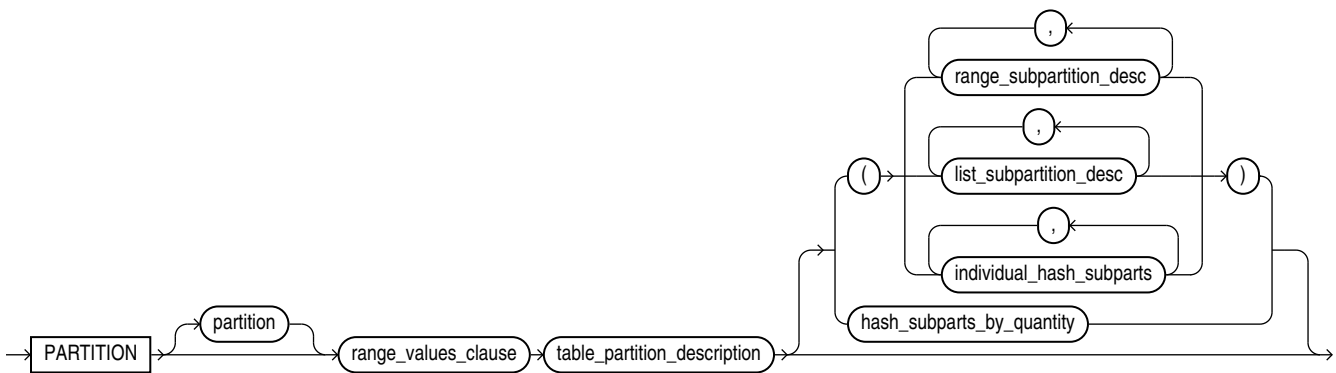 ,
range_subpartition_desc
,
( list_subpartition_desc )
,
individual_hash_subparts
partition hash_subparts_by_quantity
PARTITION range_values_clause table_partition_description